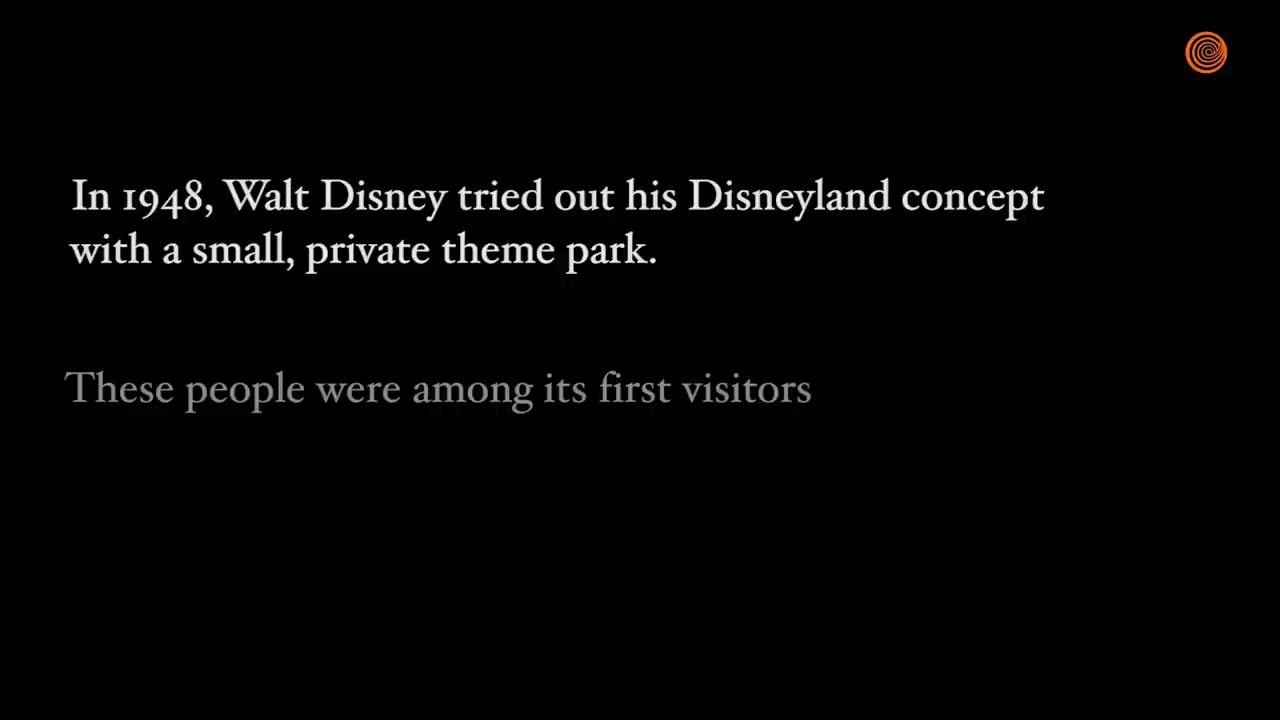 In 1948, Walt Disney tried out his Disneyland concept
with a small, private theme park.
These people were among its first visitors